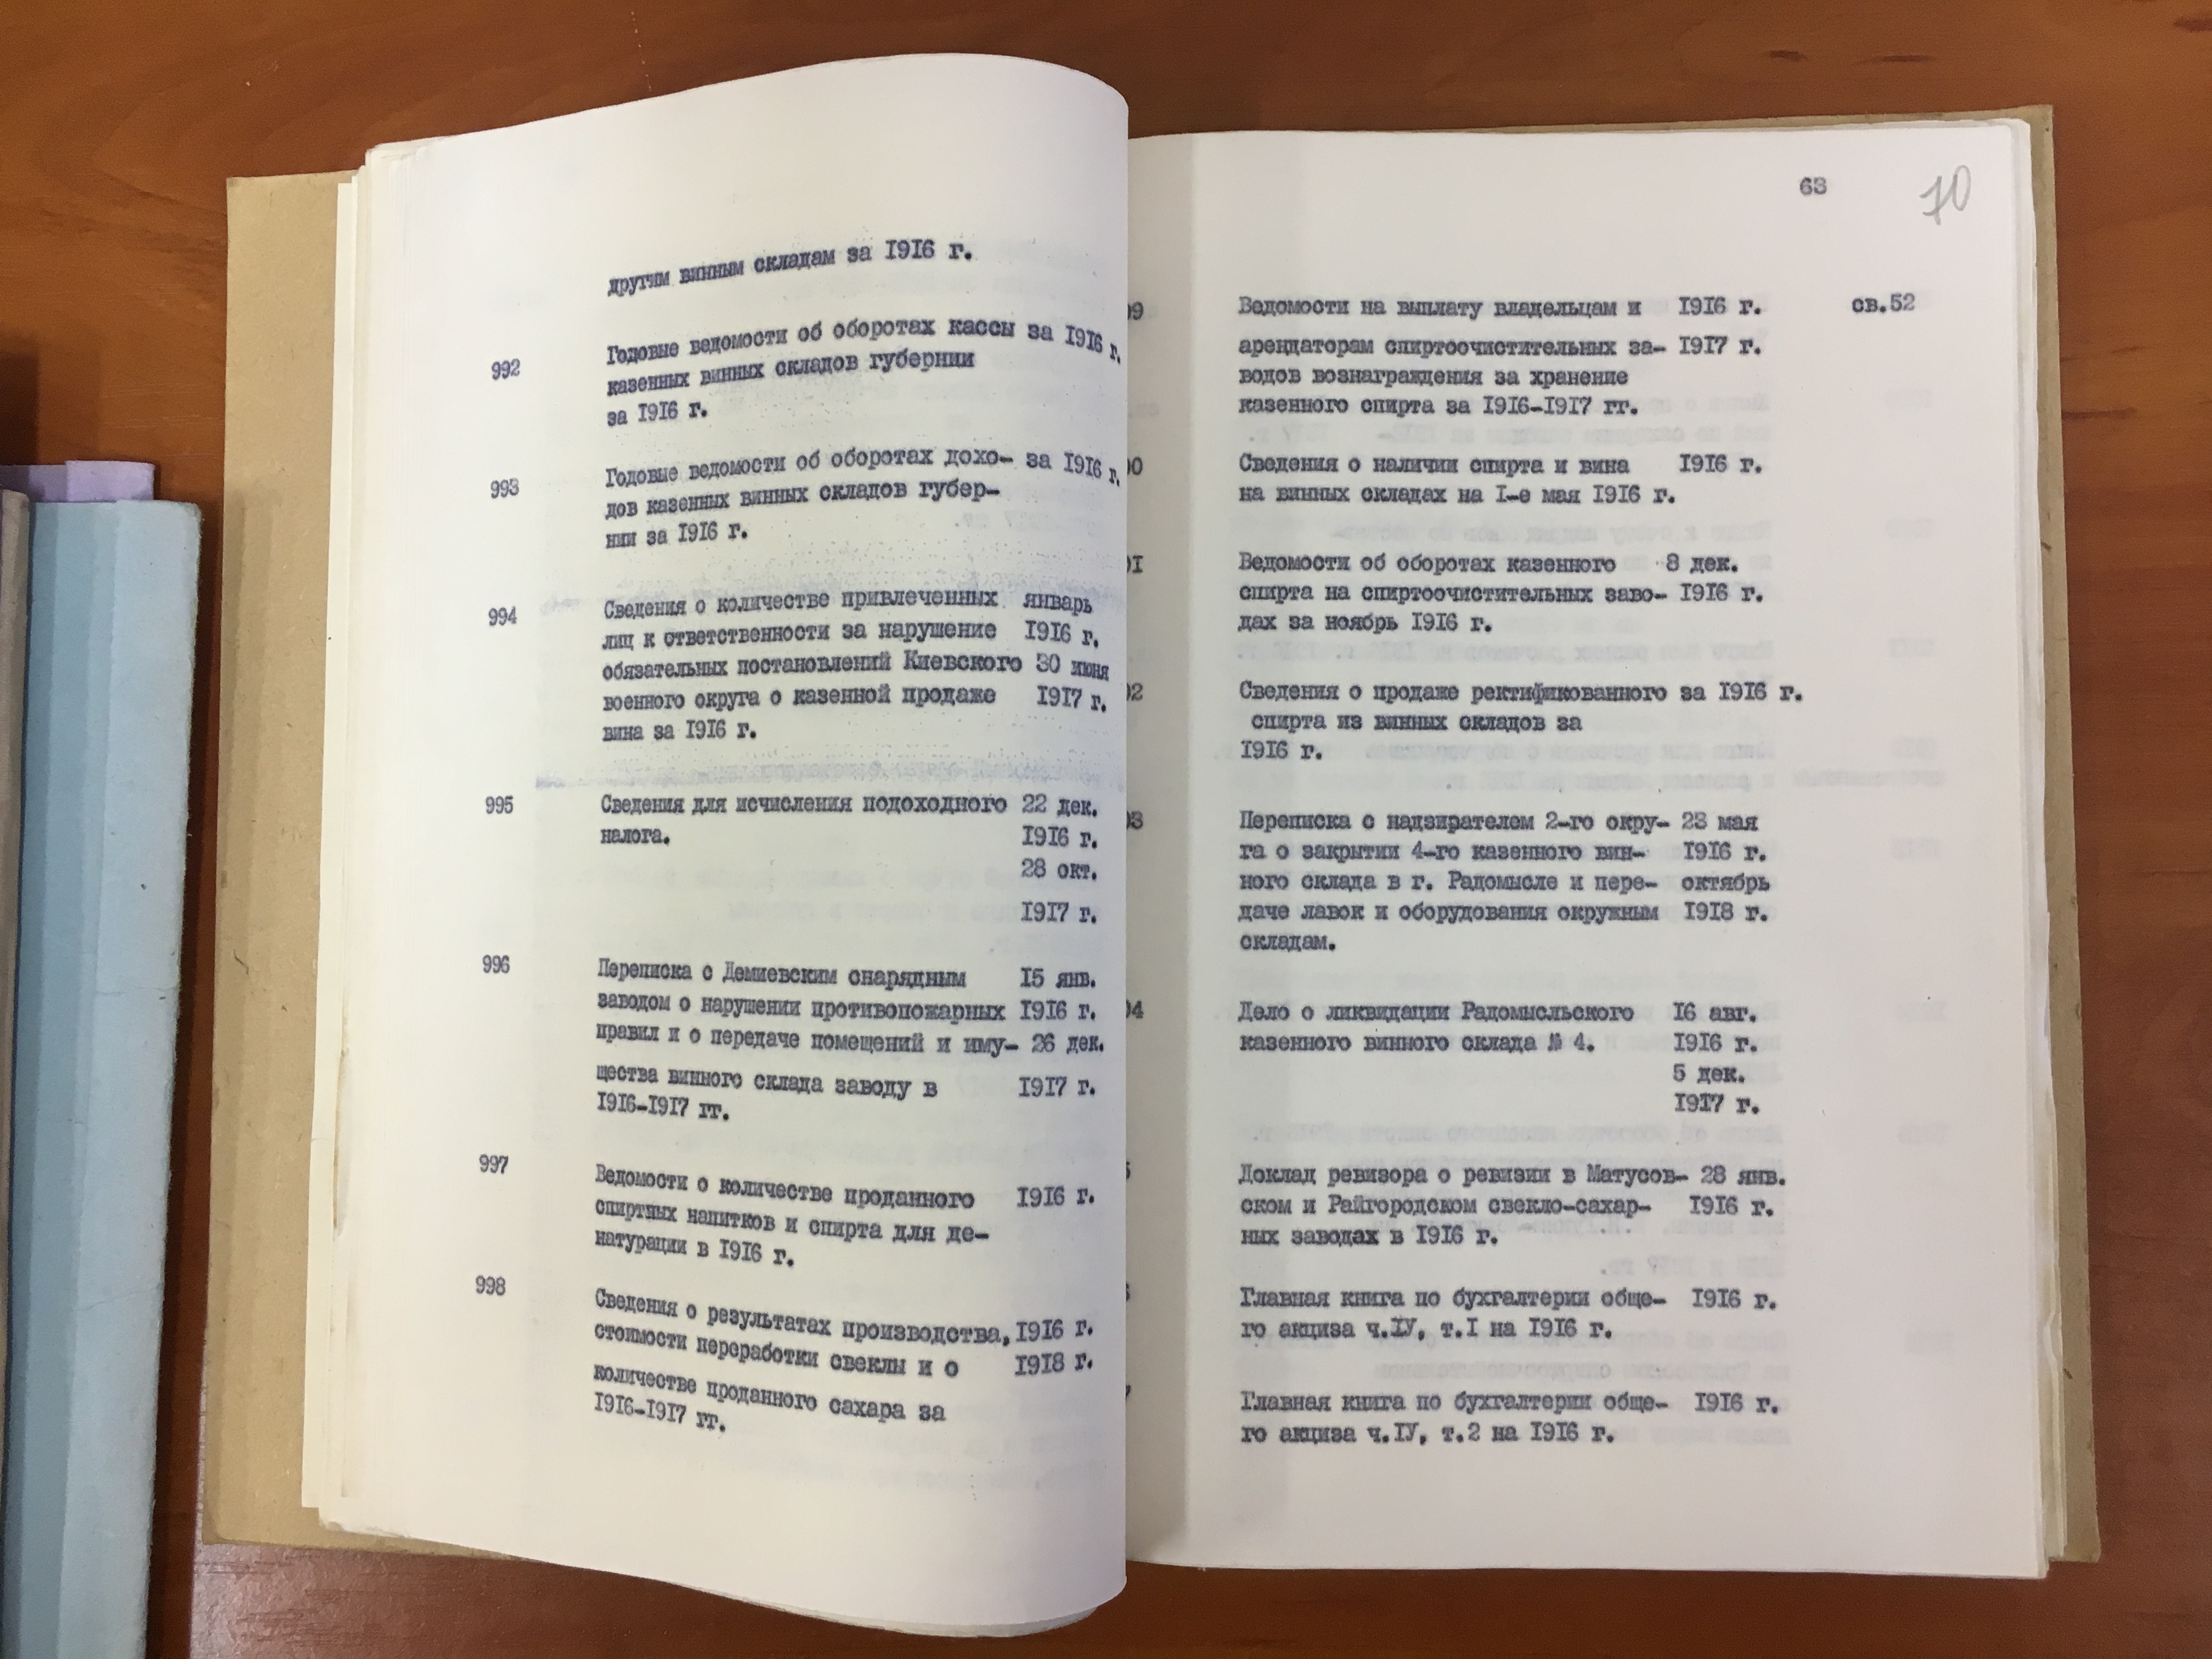 другим винным складам за 1916 г.
992 Годовые ведомости об оборотах кассы за 1916 г.
казенных винных складов губернии
за 1916 г.
993 Годовые ведомости об оборотах дохо- за 1916 г.
дов казенных винных складов губер-
нии за 1916 г.
994 Сведения о количестве привлеченных январь
лиц к ответственности за нарушение 1916 г.
обязательных постановлений Киевского 30 июня
военного округа о казенной продаже 1917 г.
вина за 1916 г.
995 Сведения для исчисления подоходного 22 дек.
налога. 1916 г.
28 окт.
1917 г.
996 Переписка с Демиевским снарядным 15 янв.
заводом о нарушении противопожарных 1916 г.
правил и о передаче помещений и иму- 26 дек.
щества винного склада заводу в 1917 г.
1916-1917 гг.
997 Ведомости о количестве проданного 1916 г.
спиртных напитков и спирта для де-
натурации в 1916 г.
998 Сведения о результатах производства, 1916 г.
стоимости переработки свеклы и о 1918 г.
количестве проданного сахара за
1916-1917 гг.
63 70
99 Ведомости на выплату владельцам и 1916 г. св.52
арендаторам спиртоочистительных за- 1917 г.
водов вознаграждения за хранение
казенного спирта за 1916-1917 гг.
00 Сведения о наличии спирта и вина 1916 г.
на винных складах на 1-е мая 1916 г.
01 Ведомости об оборотах казенного 8 дек.
спирта на спиртоочистительных заво- 1916 г.
дах за ноябрь 1916 г.
02 Сведения о продаже ректификованного за 1916 г.
спирта из винных складов за
1916 г.
03 Переписка с надзирателем 2-го окру- 23 мая
га о закрытии 4-го казенного вин- 1916 г.
ного склада в г. Радомысле и пере- октябрь
даче лавок и оборудования окружным 1918 г.
складам.
04 Дело о ликвидации Радомысльского 16 авг.
казенного винного склада № 4. 1916 г.
5 дек.
1917 г.
5 Доклад ревизора о ревизии в Матусов- 28 янв.
ском и Райгородском свекло-сахар- 1916 г.
ных заводах в 1916 г.
6 Главная книга по бухгалтерии обще- 1916 г.
го акциза ч.IУ, т.1 на 1916 г.
7 Главная книга по бухгалтерии обще- 1916 г.
го акциза ч.IУ, т.2 на 1916 г.